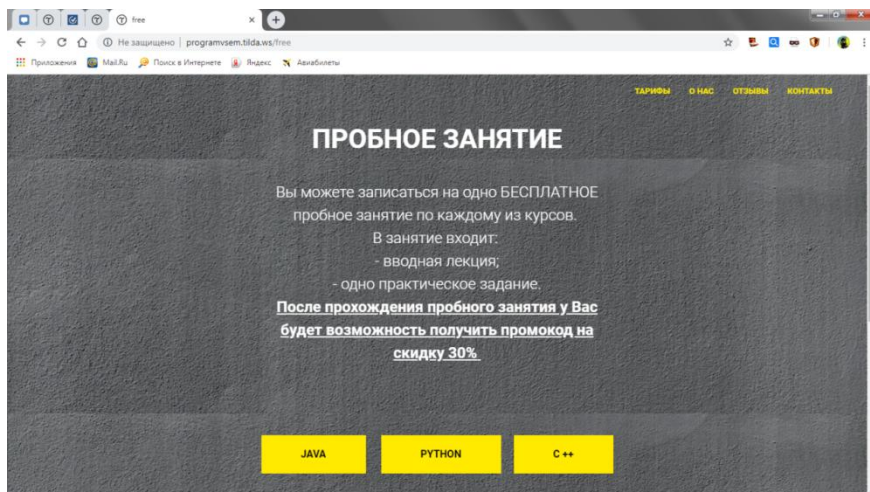 free
Не защищено | programvsem.tilda.ws/free
Приложения Mail.Ru Поиск в Интернете Яндекс Авиабилеты
ТАРИФЫ О НАС ОТЗЫВЫ КОНТАКТЫ
ПРОБНОЕ ЗАНЯТИЕ
Вы можете записаться на одно БЕСПЛАТНОЕ
пробное занятие по каждому из курсов.
В занятие входит:
- вводная лекция;
- одно практическое задание.
После прохождения пробного занятия у Вас
будет возможность получить промокод на
скидку 30%
JAVA PYTHON C ++